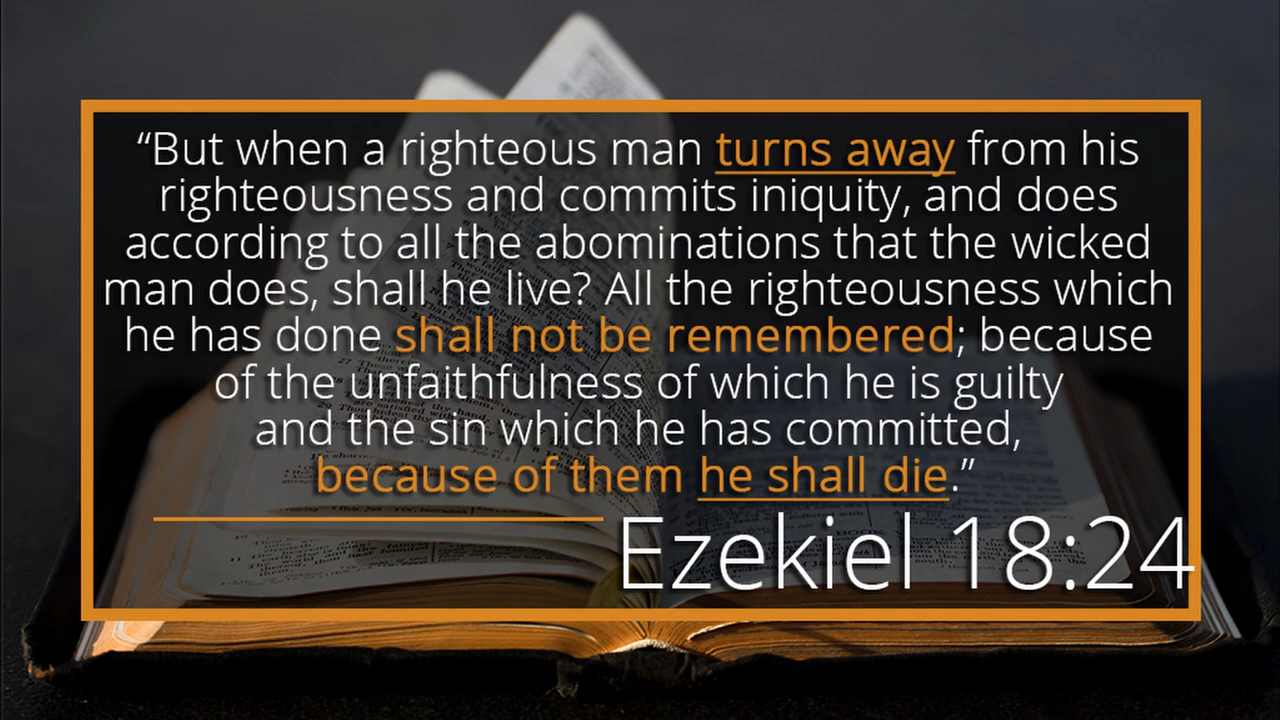 “But when a righteous man turns away from his
righteousness and commits iniquity, and does
according to all the abominations that the wicked
man does, shall he live? All the righteousness which
he has done shall not be remembered; because
of the unfaithfulness of which he is guilty
and the sin which he has committed,
because of them he shall die.”
Ezekiel 18:24